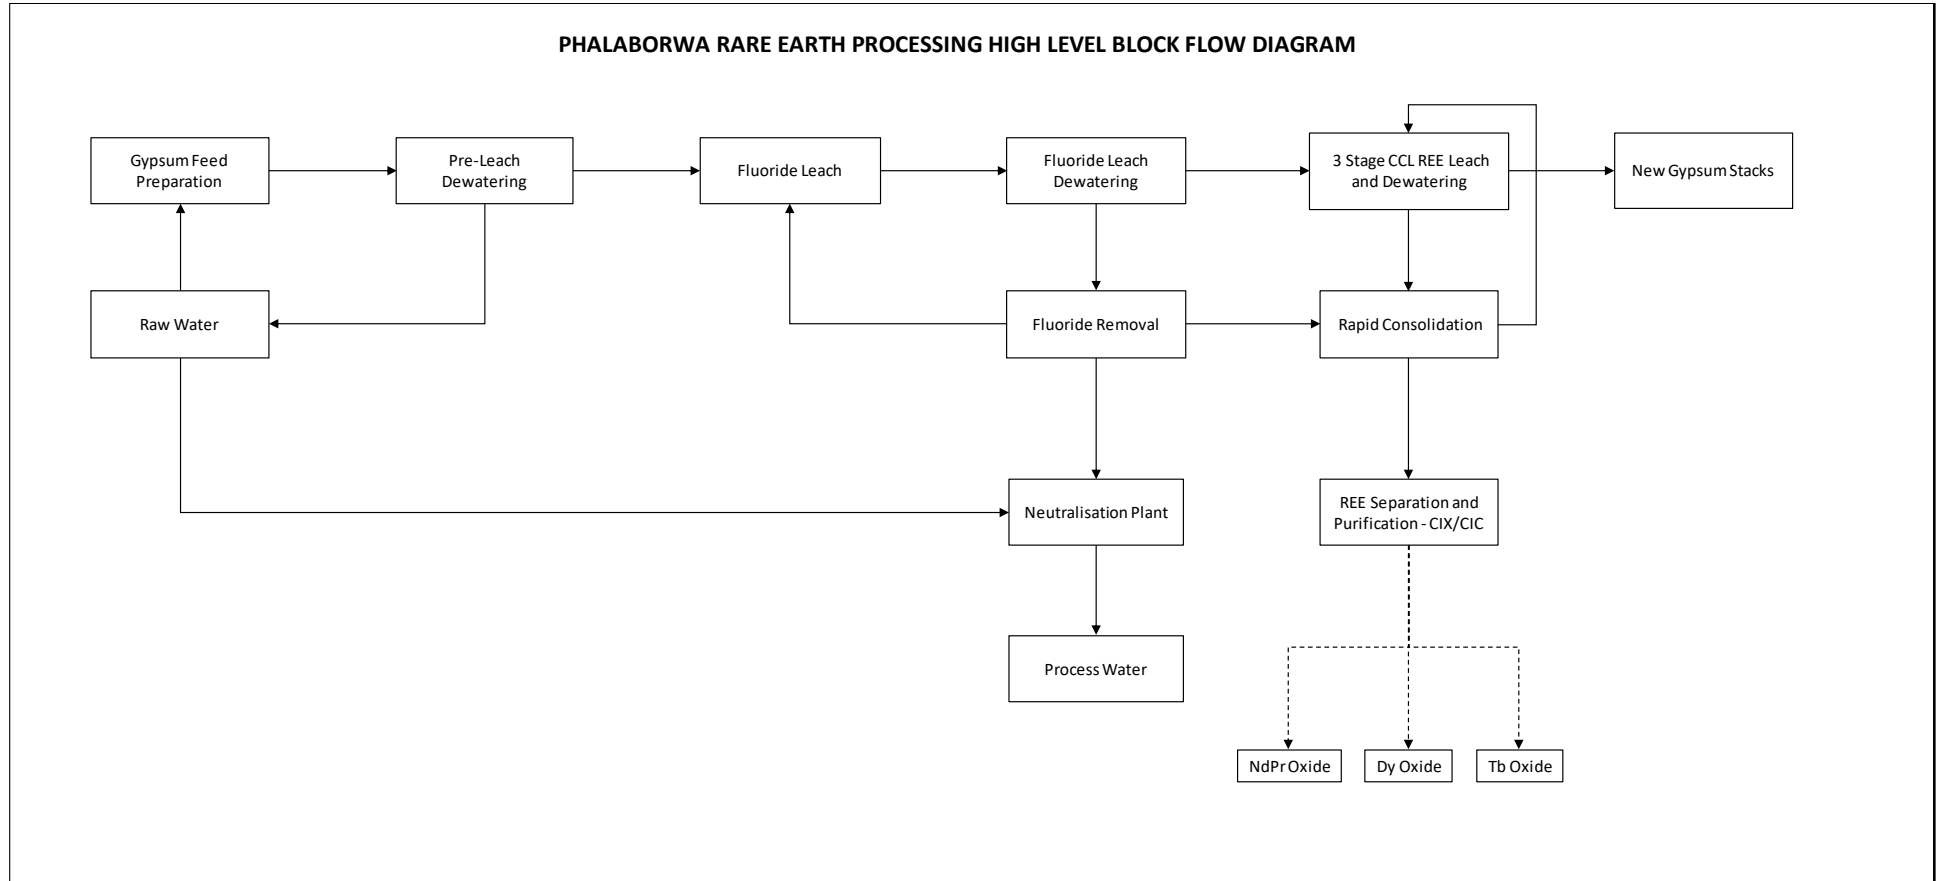 PHALABORWA RARE EARTH PROCESSING HIGH LEVEL BLOCK FLOW DIAGRAM
Gypsum Feed
Preparation
Pre-Leach
Dewatering
Fluoride Leach
Fluoride Leach
Dewatering
3 Stage CCL REE Leach
and Dewatering
New Gypsum Stacks
Raw Water
Fluoride Removal
Rapid Consolidation
Neutralisation Plant
REE Separation and
Purification - CIX/CIC
Process Water
NdPr Oxide
Dy Oxide
Tb Oxide